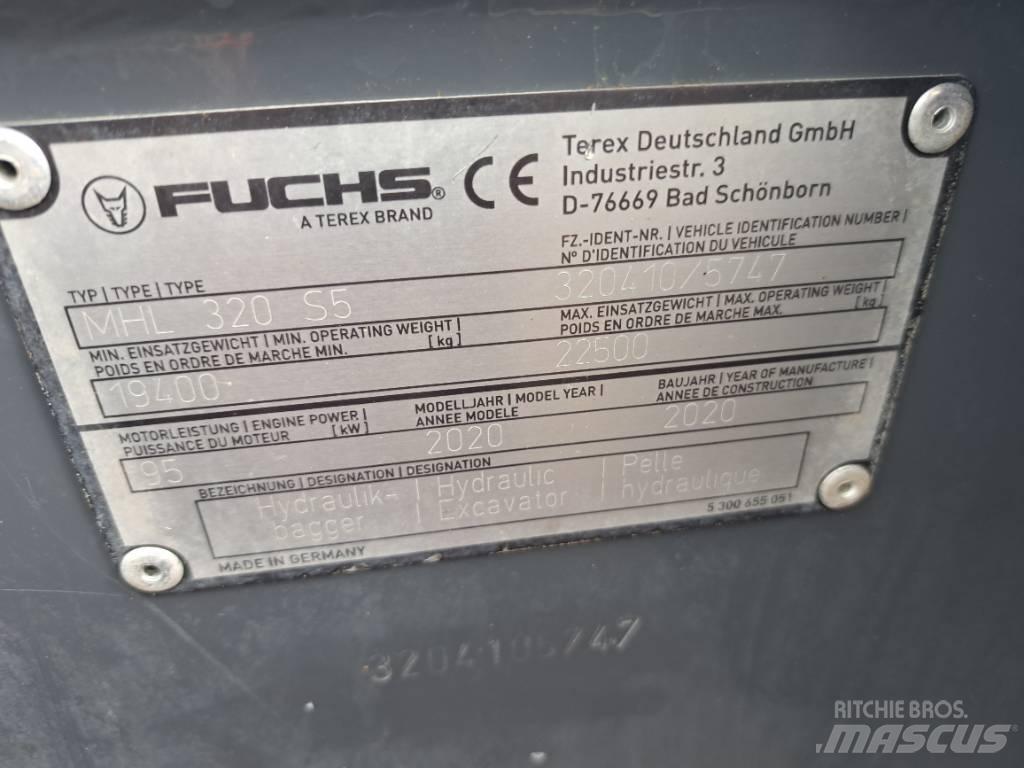 FUCHS®
A TEREX BRAND
CE
Terex Deutschland GmbH
Industriestr. 3
D-76669 Bad Schönborn
FZ.-IDENT-NR. | VEHICLE IDENTIFICATION NUMBER |
N° D'IDENTIFICATION DU VEHICULE
320410/5747
TYP | TYPE | TYPE
MHL 320 S5
MIN. EINSATZGEWICHT | MIN. OPERATING WEIGHT |
POIDS EN ORDRE DE MARCHE MIN. [kg]
19400
MAX. EINSATZGEWICHT | MAX. OPERATING WEIGHT |
POIDS EN ORDRE DE MARCHE MAX. [kg]
22500
MOTORLEISTUNG | ENGINE POWER |
PUISSANCE DU MOTEUR [kW]
95
MODELLJAHR | MODEL YEAR |
ANNEE MODELE
2020
BAUJAHR | YEAR OF MANUFACTURE |
ANNEE DE CONSTRUCTION
2020
BEZEICHNUNG | DESIGNATION | DESIGNATION
Hydraulik- | Hydraulic | Pelle
bagger | Excavator | hydraulique
5 300 655 051
MADE IN GERMANY
3204105747
RITCHIE BROS.
MASCUS